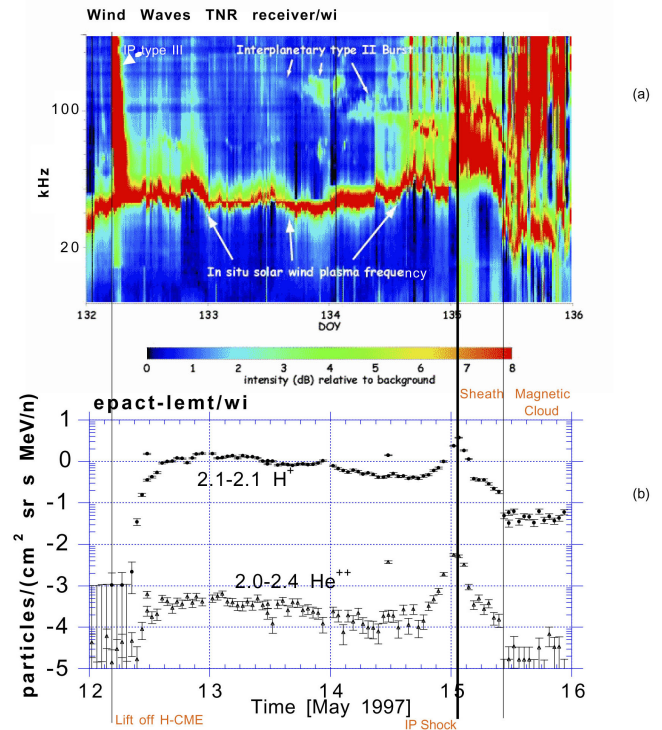 Wind Waves TNR receiver/wi
IP type III
Interplanetary type II Burst
(a)
100
kHz
20
In situ solar wind plasma frequency
132 133 134 135 136
DOY
0 1 2 3 4 5 6 7 8
intensity (dB) relative to background
epact-lemt/wi
Sheath
Magnetic
Cloud
1
0
-1
-2
-3
-4
-5
particles/(cm2 sr s MeV/n)
2.1-2.1 H+
(b)
2.0-2.4 He++
12 13 14 15 16
Time [May 1997]
Lift off H-CME
IP Shock